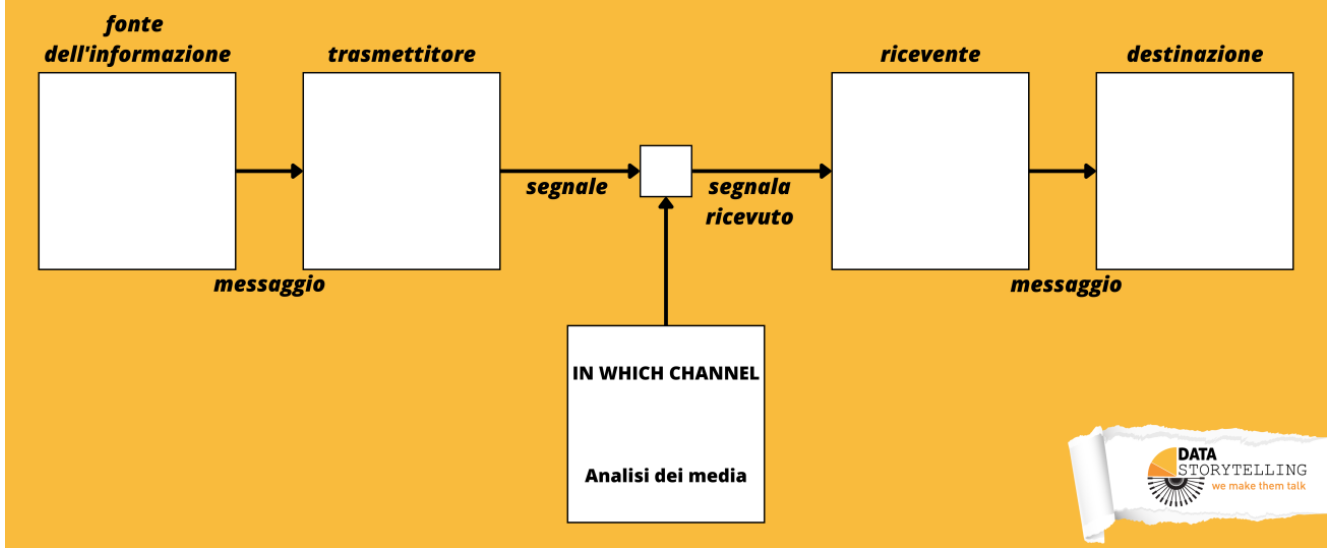 fonte
dell'informazione
trasmettitore
ricevente
destinazione
segnale
segnala
ricevuto
messaggio
messaggio
IN WHICH CHANNEL
Analisi dei media
DATA
STORYTELLING
we make them talk